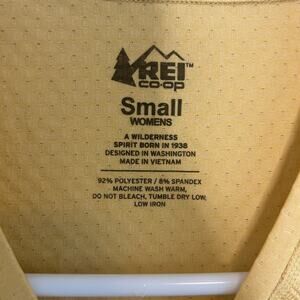 REI™
CO·OP
Small
WOMENS
A WILDERNESS
SPIRIT BORN IN 1938
DESIGNED IN WASHINGTON
MADE IN VIETNAM
92% POLYESTER / 8% SPANDEX
MACHINE WASH WARM,
DO NOT BLEACH, TUMBLE DRY LOW,
LOW IRON